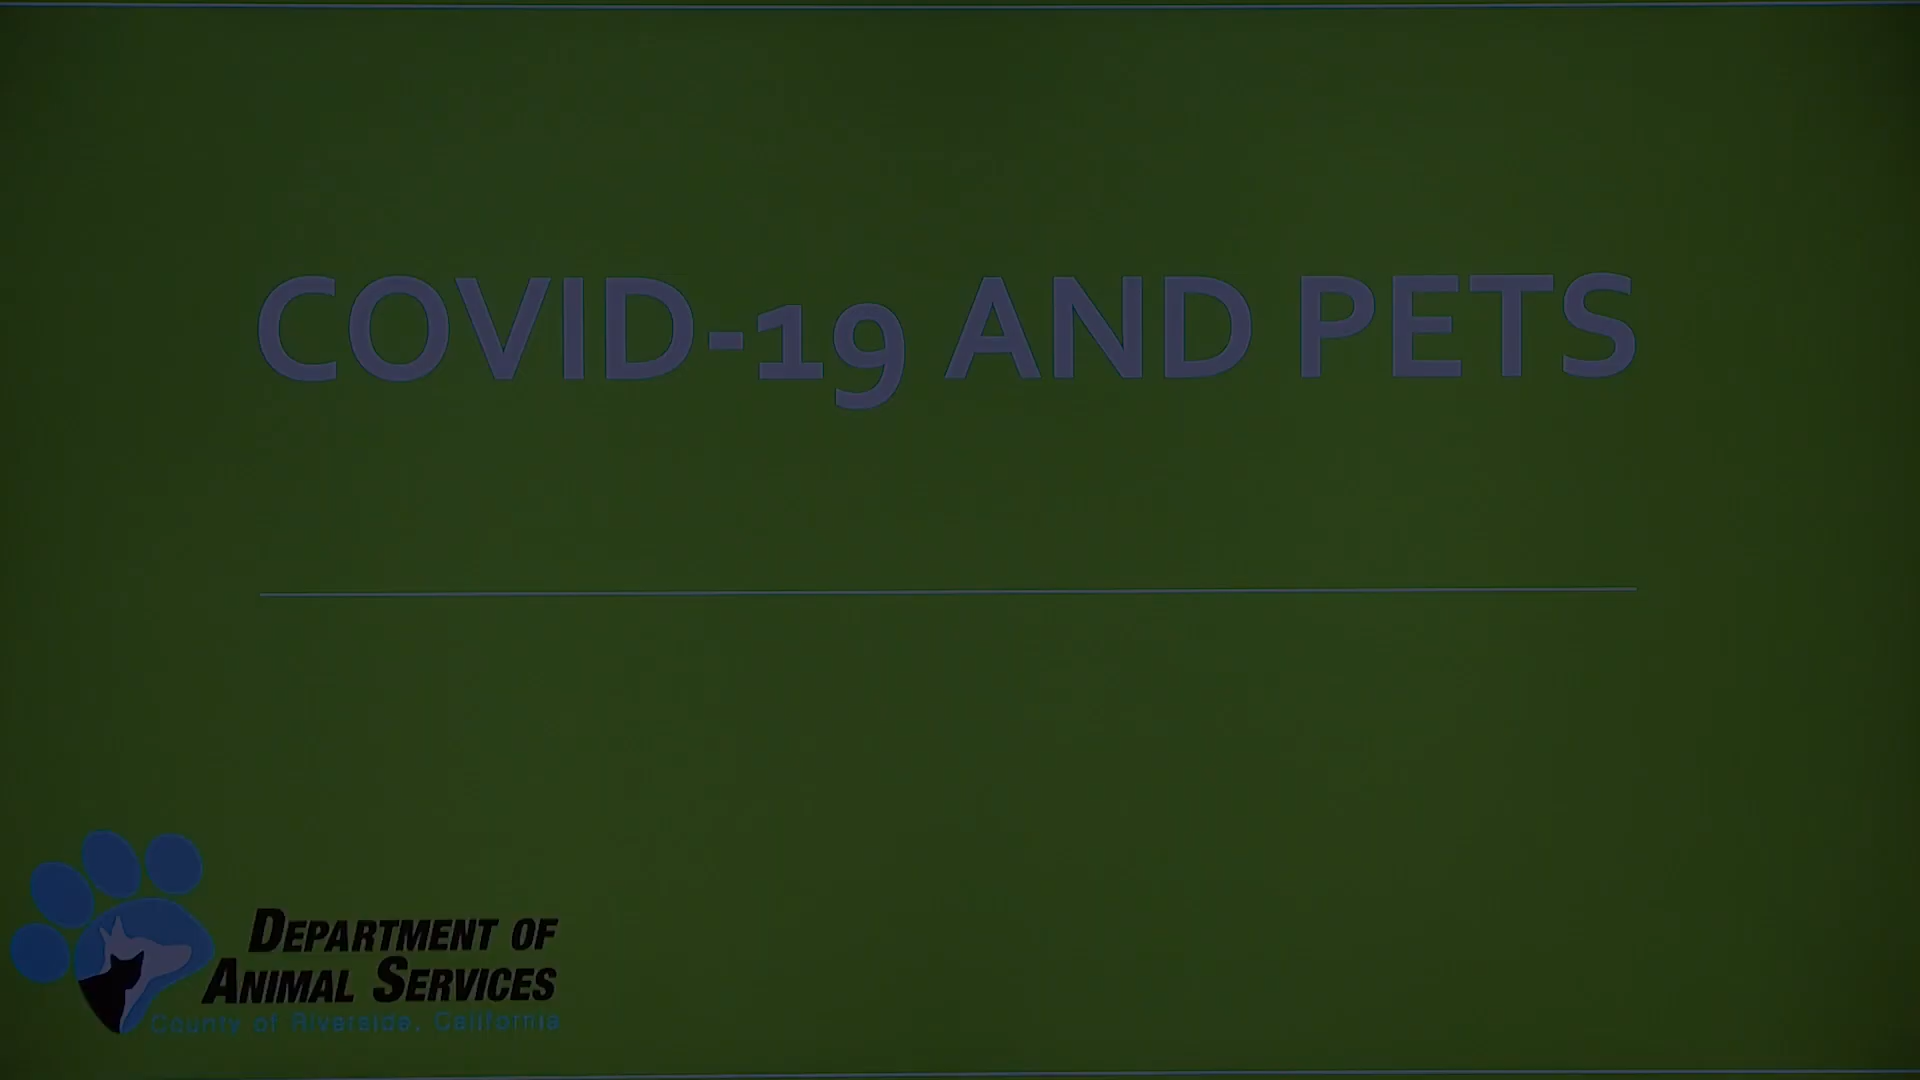 COVID-19 AND PETS
DEPARTMENT OF
ANIMAL SERVICES
County of Riverside, California